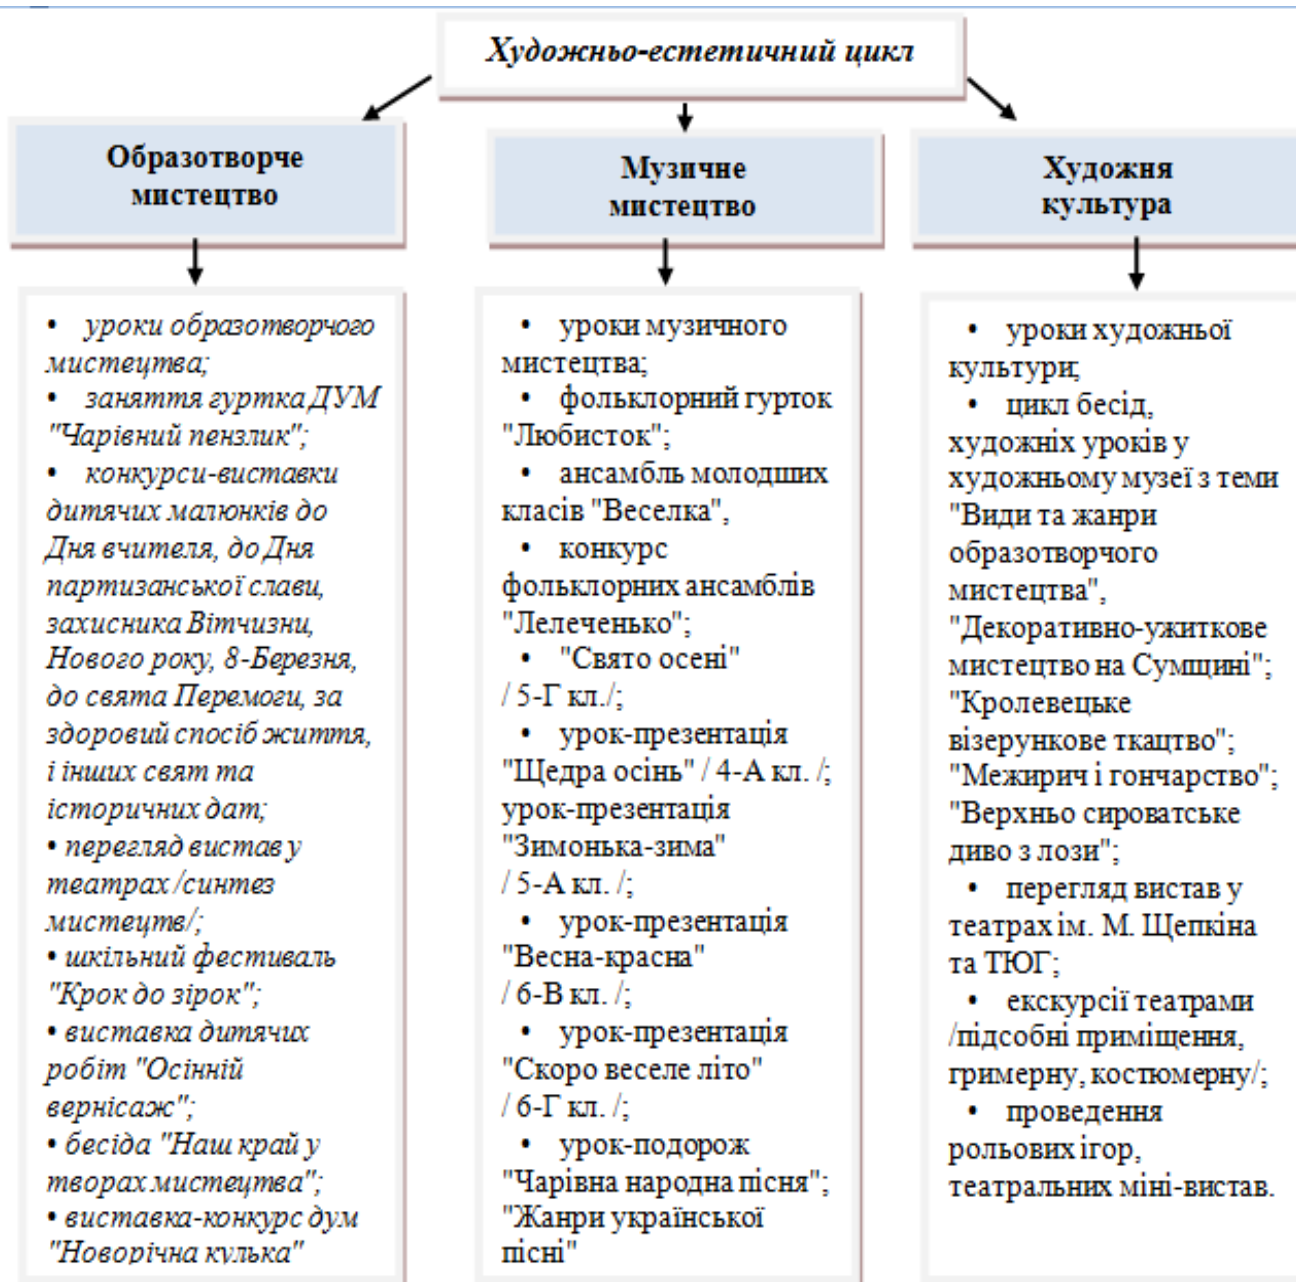 Художньо-естетичний цикл
Образотворче
мистецтво
• уроки образотворчого
мистецтва;
• заняття гуртка ДУМ
"Чарівний пензлик";
• конкурси-виставки
дитячих малюнків до
Дня вчителя, до Дня
партизанської слави,
захисника Вітчизни,
Нового року, 8-Березня,
до свята Перемоги, за
здоровий спосіб життя,
і інших свят та
історичних дат;
• перегляд вистав у
театрах /синтез
мистецтв/;
• шкільний фестиваль
"Крок до зірок";
• виставка дитячих
робіт "Осінній
вернісаж";
• бесіда "Наш край у
творах мистецтва";
• виставка-конкурс дум
"Новорічна кулька"
Музичне
мистецтво
• уроки музичного
мистецтва;
• фольклорний гурток
"Любисток";
• ансамбль молодших
класів "Веселка",
• конкурс
фольклорних ансамблів
"Лелеченько";
• "Свято осені"
/ 5-Г кл./;
• урок-презентація
"Щедра осінь" / 4-А кл. /;
урок-презентація
"Зимонька-зима"
/ 5-А кл. /;
• урок-презентація
"Весна-красна"
/ 6-В кл. /;
• урок-презентація
"Скоро веселе літо"
/ 6-Г кл. /;
• урок-подорож
"Чарівна народна пісня";
"Жанри української
пісні"
Художня
культура
• уроки художньої
культури;
• цикл бесід,
художніх уроків у
художньому музеї з теми
"Види та жанри
образотворчого
мистецтва",
"Декоративно-ужиткове
мистецтво на Сумщині";
"Кролевецьке
візерункове ткацтво";
"Межирич і гончарство";
"Верхньо сироватське
диво з лози";
• перегляд вистав у
театрах ім. М. Щепкіна
та ТЮГ;
• екскурсії театрами
/підсобні приміщення,
гримерну, костюмерну/;
• проведення
рольових ігор,
театральних міні-вистав.